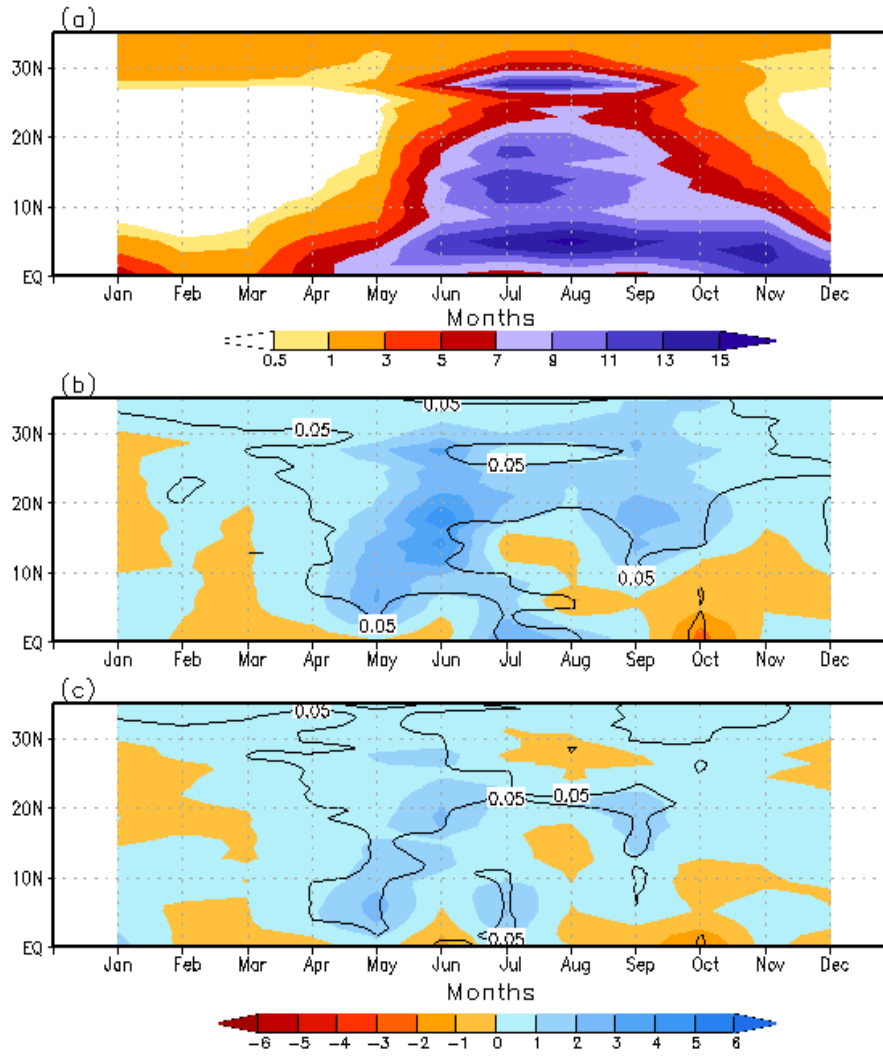 (a)
30N
20N
10N
EQ
Jan Feb Mar Apr May Jun Jul Aug Sep Oct Nov Dec
Months
0.5 1 3 5 7 9 11 13 15
(b)
0.05
30N
0.05
0.05
20N
10N
0.05
0.05
EQ
Jan Feb Mar Apr May Jun Jul Aug Sep Oct Nov Dec
(c)
0.05
30N
20N
0.05 0.05
10N
0.05
EQ
Jan Feb Mar Apr May Jun Jul Aug Sep Oct Nov Dec
Months
-6 -5 -4 -3 -2 -1 0 1 2 3 4 5 6